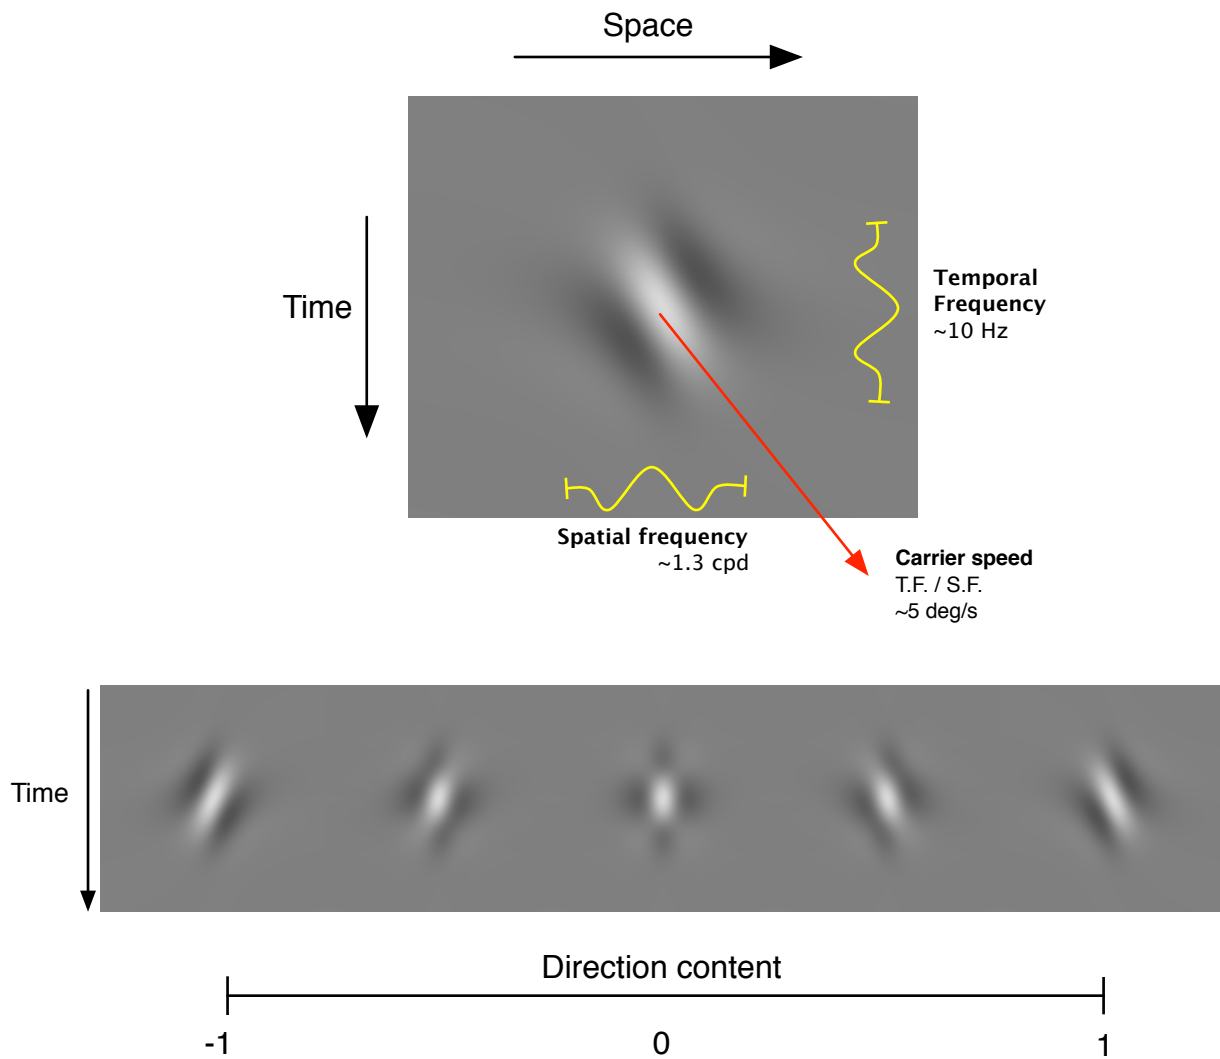 Space
Time
Temporal
Frequency
~10 Hz
Spatial frequency
~1.3 cpd
Carrier speed
T.F. / S.F.
~5 deg/s
Time
Direction content
-1
0
1